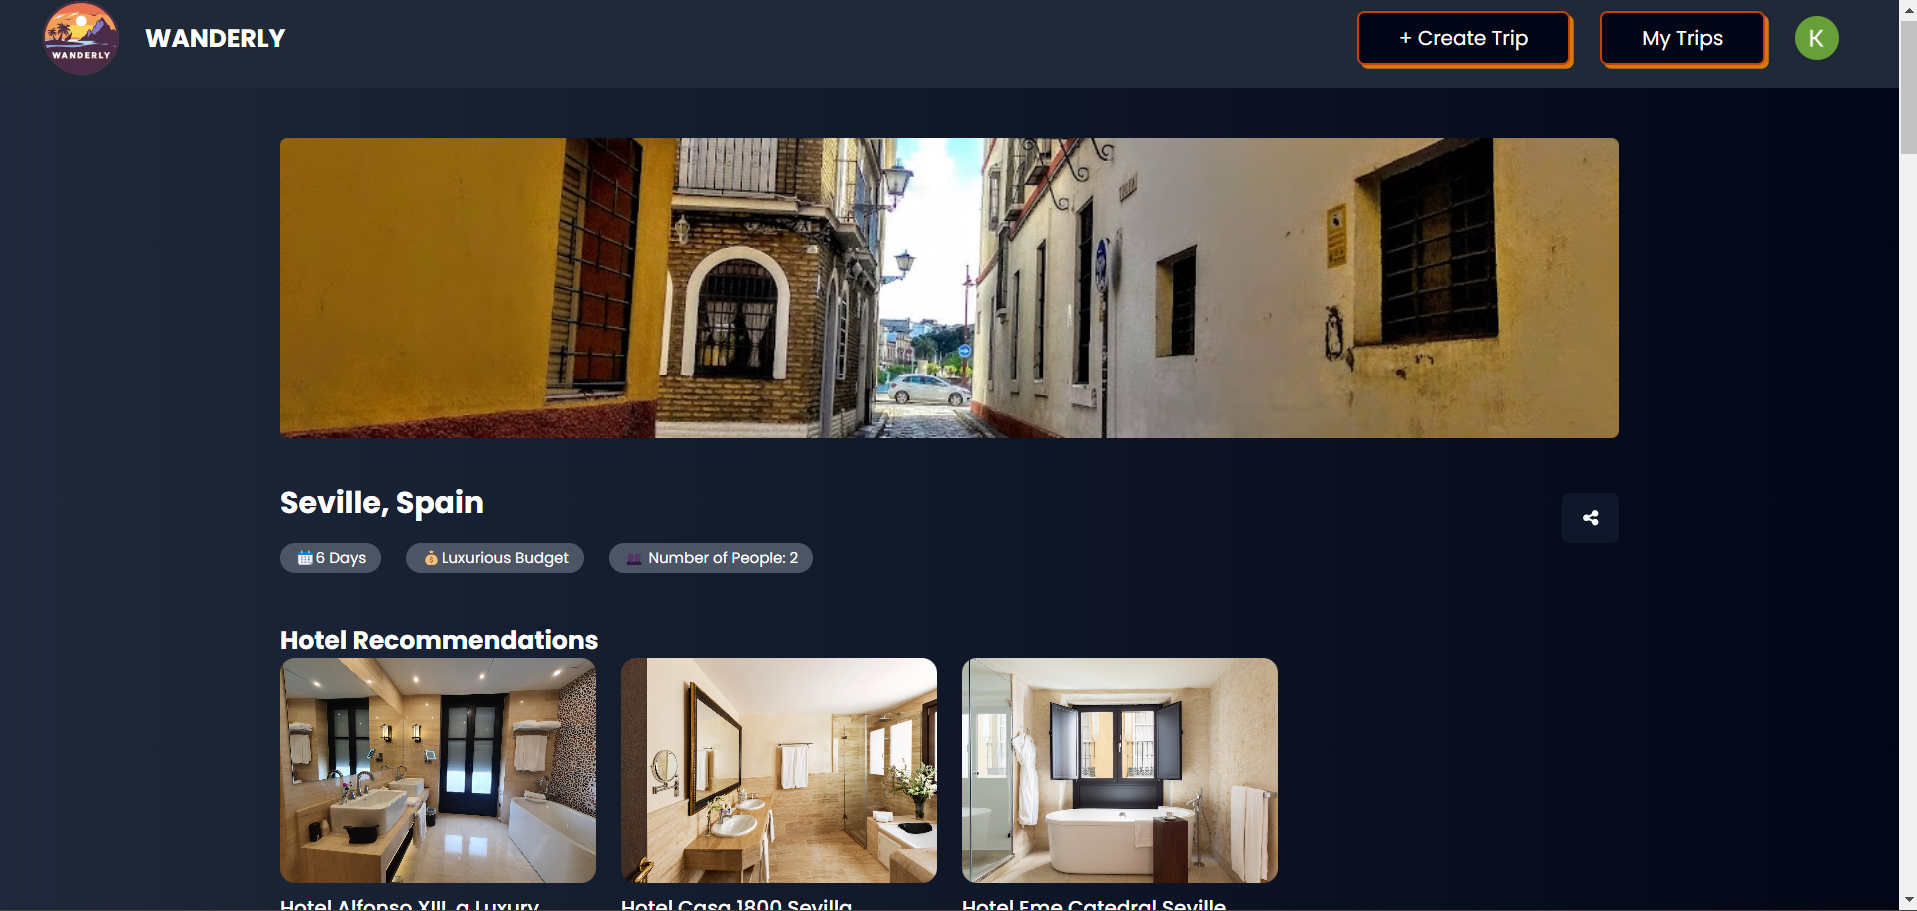 WANDERLY
WANDERLY
+ Create Trip
My Trips
K
Seville, Spain
6 Days
Luxurious Budget
Number of People: 2
Hotel Recommendations
Hotel Alfonso XIII, a Luxury
Hotel Casa 1800 Sevilla
Hotel Eme Catedral Seville